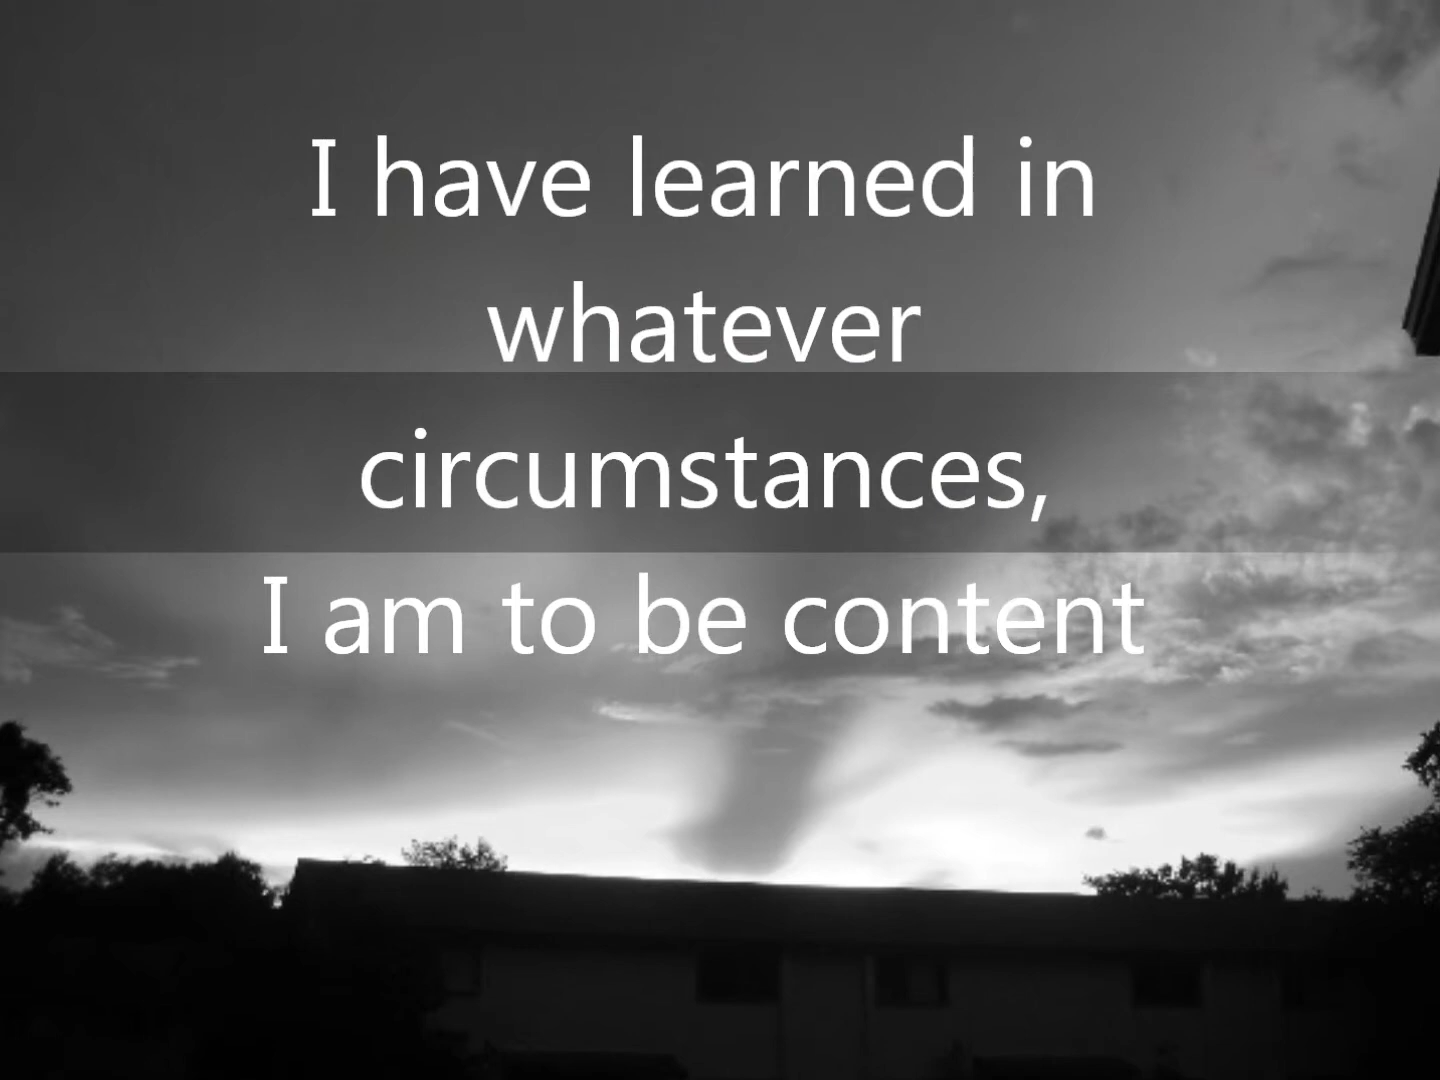 I have learned in
whatever
circumstances,
I am to be content